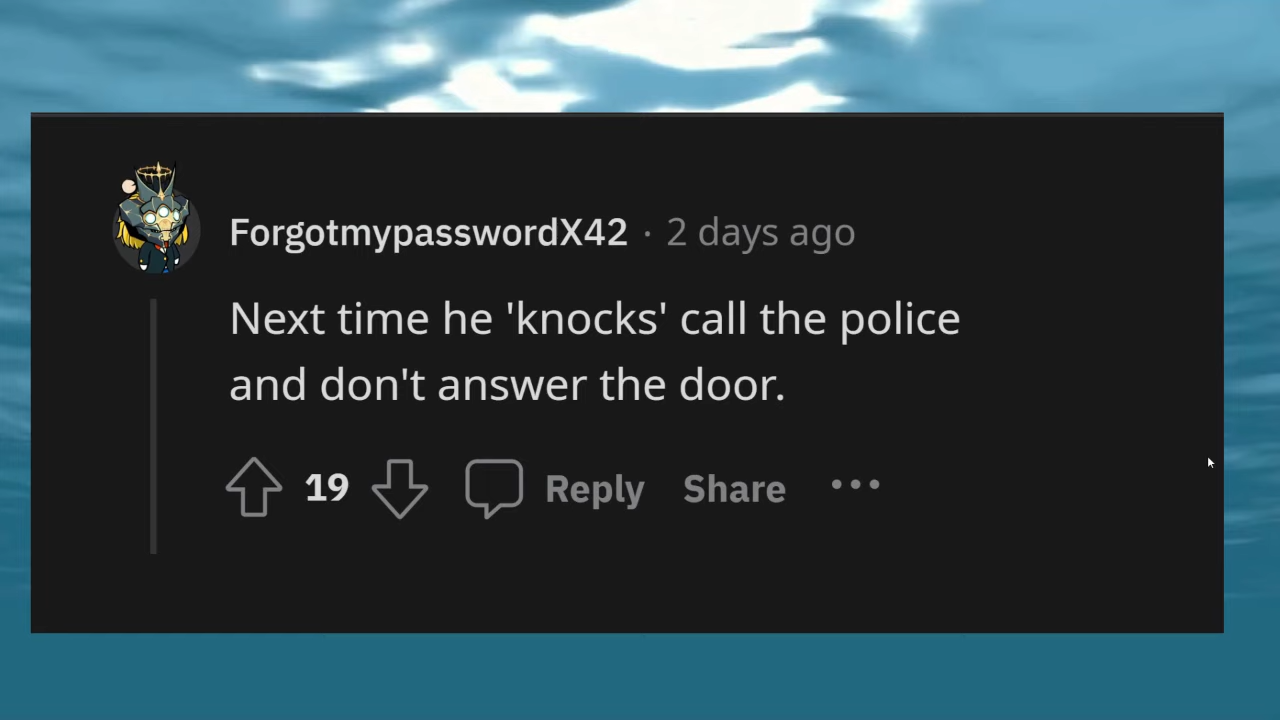 ForgotmypasswordX42 · 2 days ago
Next time he 'knocks' call the police
and don't answer the door.
19 Reply Share ···